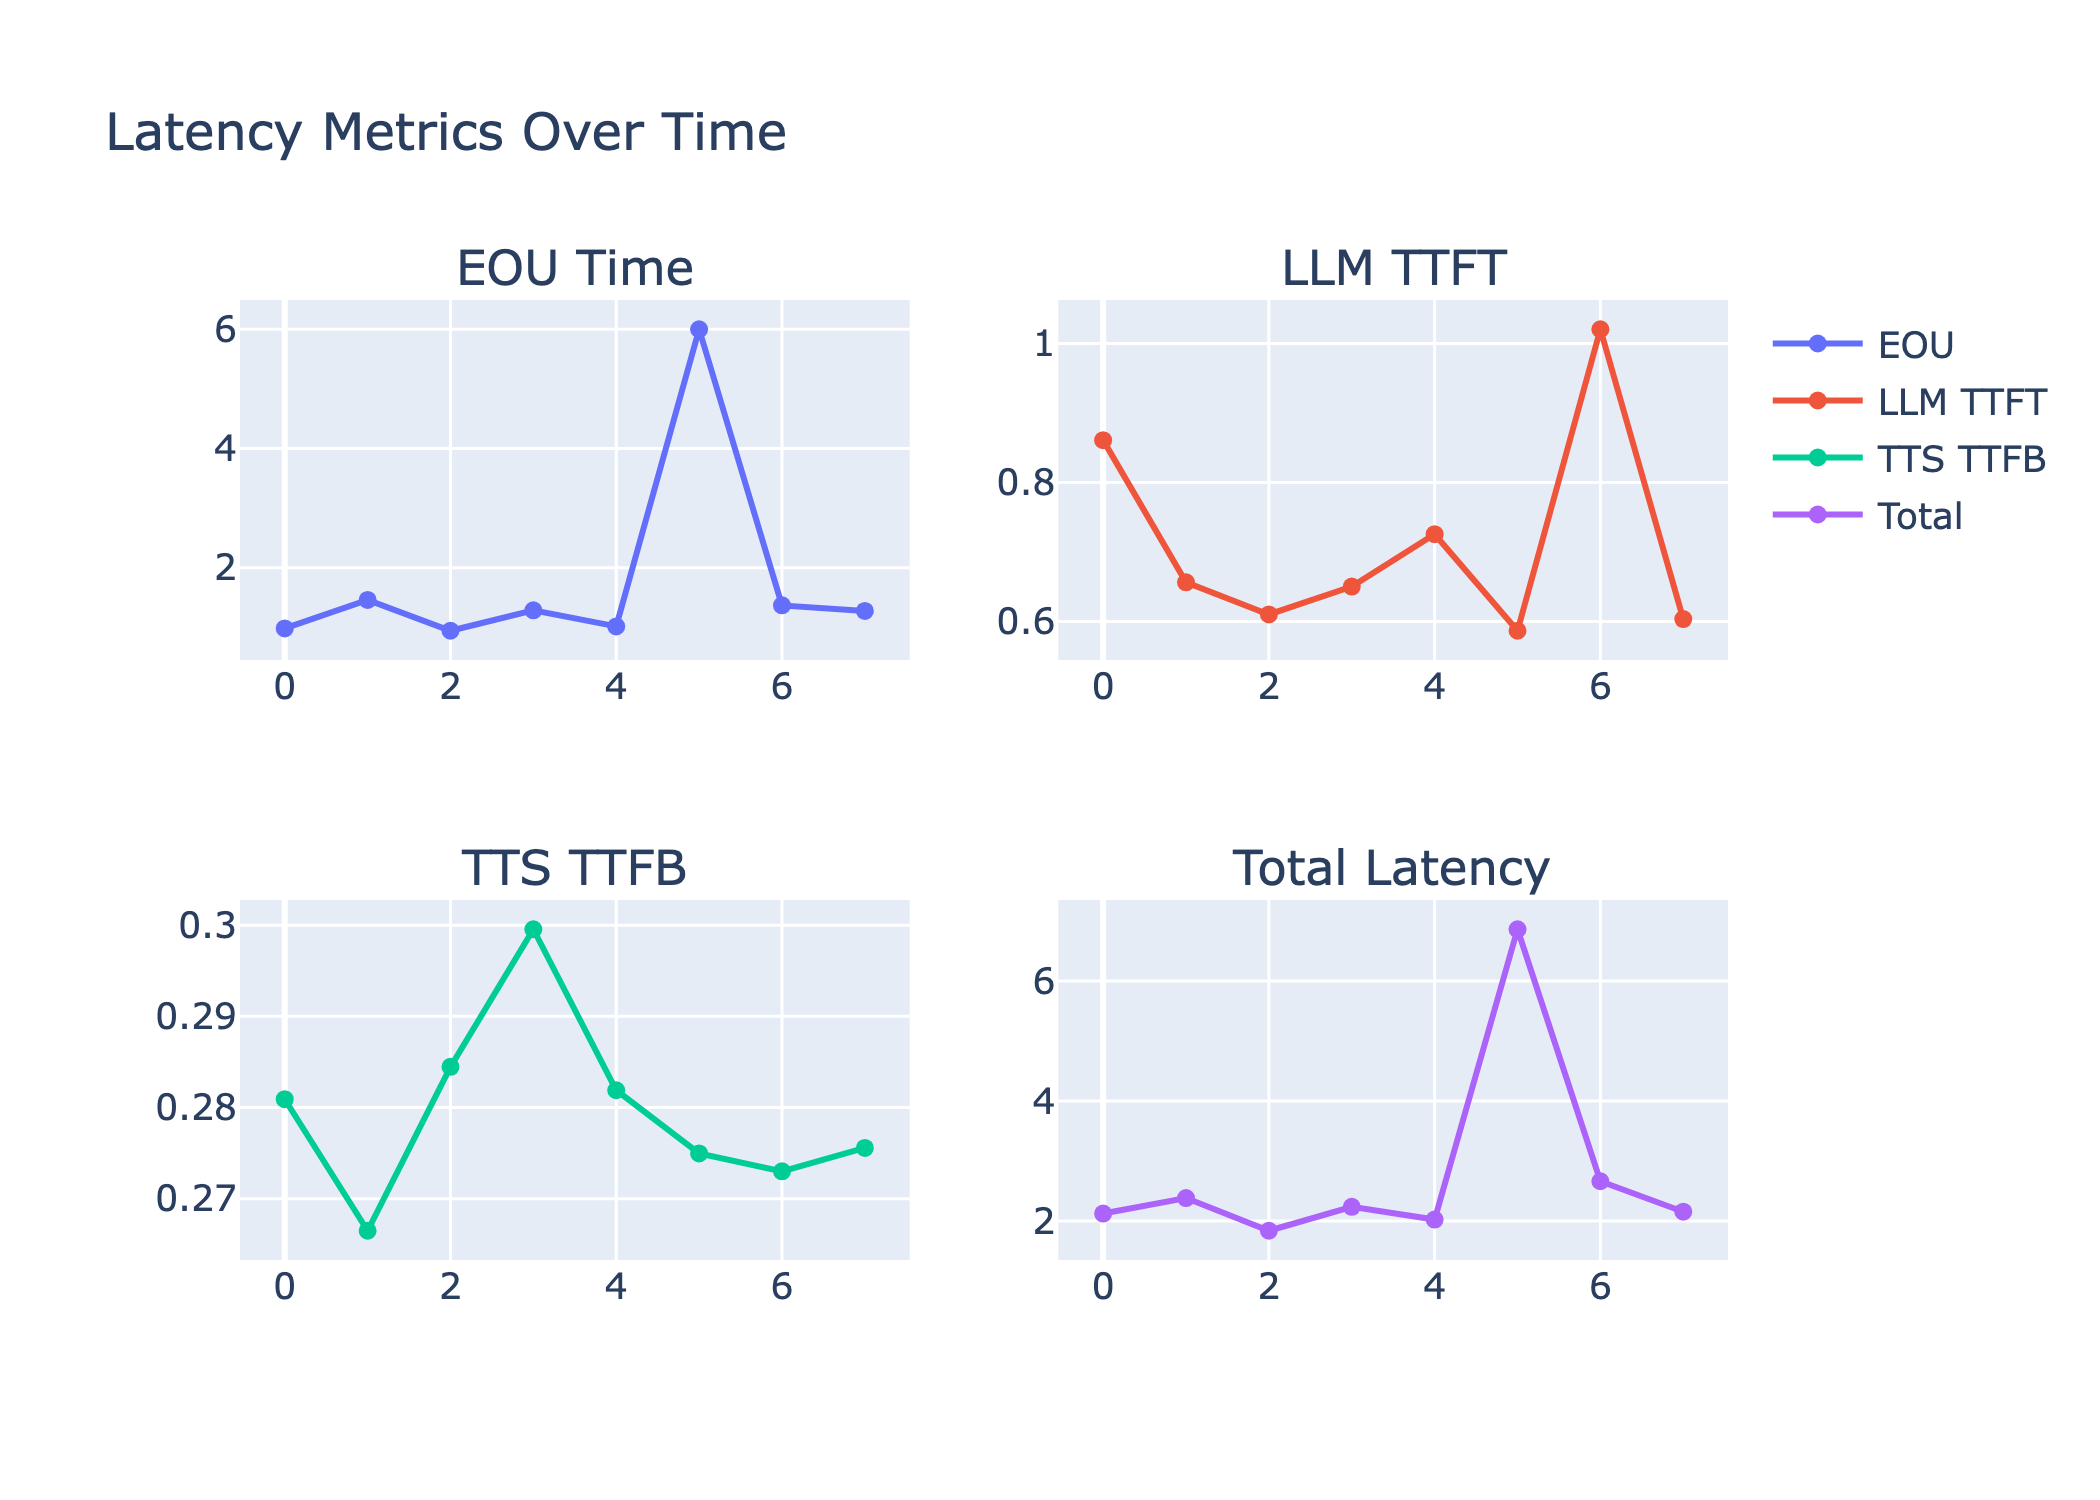 Latency Metrics Over Time
EOU Time
6
4
2
0 2 4 6
LLM TTFT
1
0.8
0.6
0 2 4 6
EOU
LLM TTFT
TTS TTFB
Total
TTS TTFB
0.3
0.29
0.28
0.27
0 2 4 6
Total Latency
6
4
2
0 2 4 6